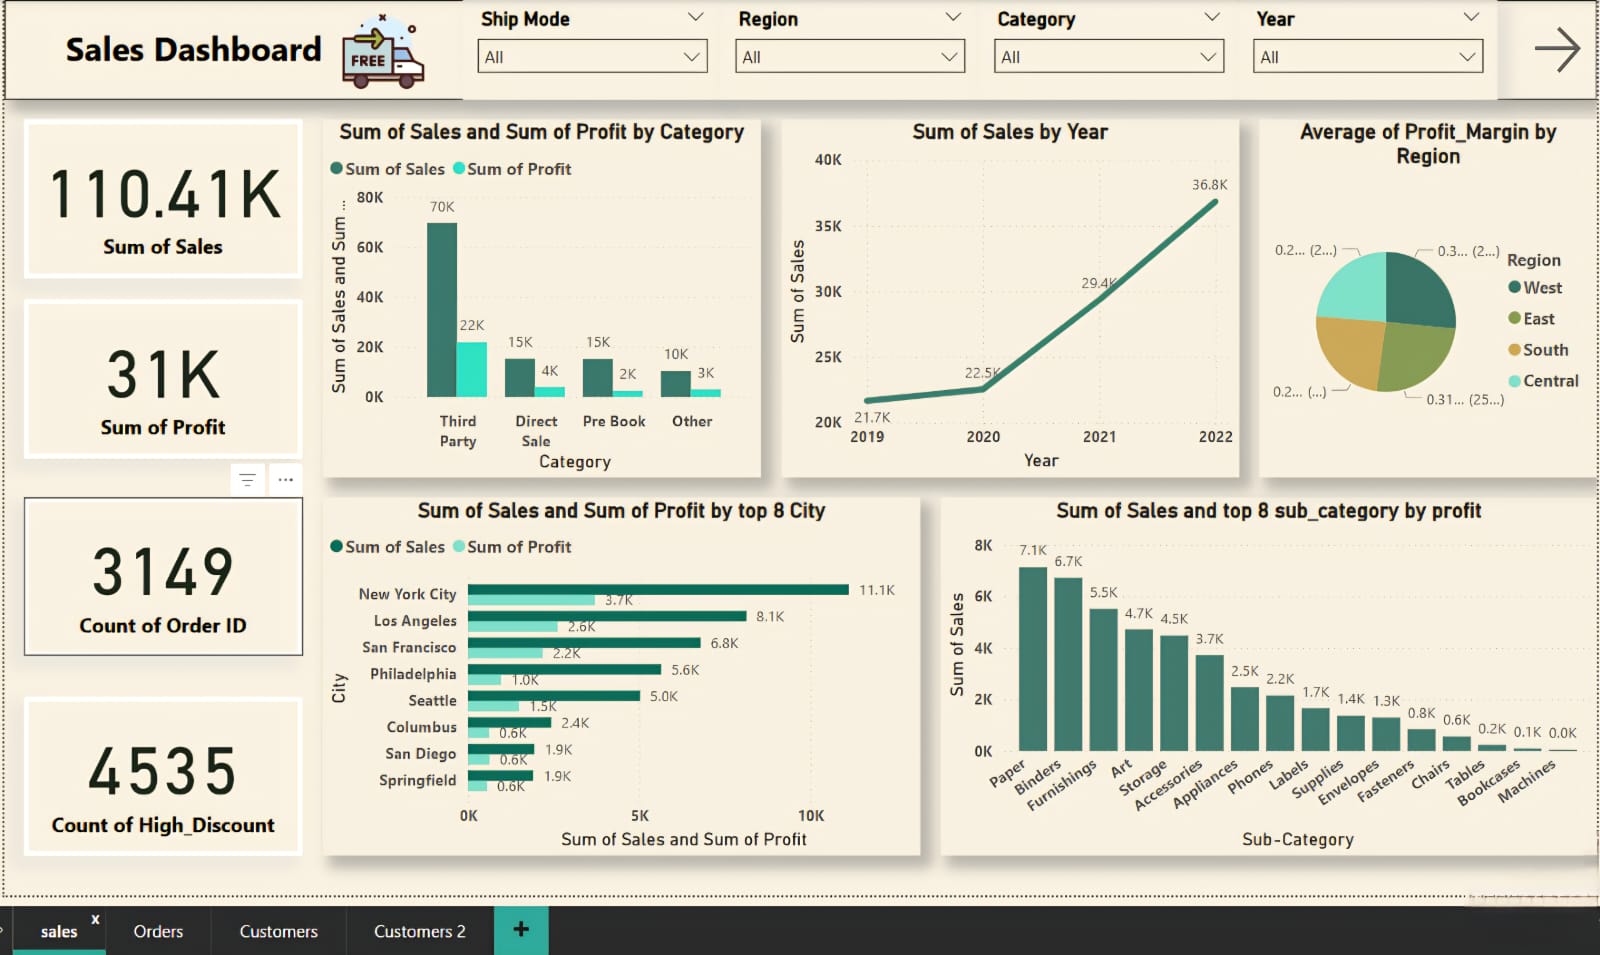 Sales Dashboard
FREE
Ship Mode
All
Region
All
Category
All
Year
All
110.41K
Sum of Sales
31K
Sum of Profit
3149
Count of Order ID
4535
Count of High_Discount
Sum of Sales and Sum of Profit by Category
Sum of Sales Sum of Profit
Sum of Sales and Sum ...
80K
60K
40K
20K
0K
70K
22K
15K
4K
15K
2K
10K
3K
Third
Party
Direct
Sale
Pre Book
Other
Category
Sum of Sales by Year
Sum of Sales
40K
35K
30K
25K
20K
21.7K
22.5K
29.4K
36.8K
2019 2020 2021 2022
Year
Average of Profit_Margin by
Region
0.2... (2...)
0.3... (2...)
0.2... (...)
0.31... (25...)
Region
West
East
South
Central
Sum of Sales and Sum of Profit by top 8 City
Sum of Sales Sum of Profit
City
New York City 11.1K
3.7K
Los Angeles 8.1K
2.6K
San Francisco 6.8K
2.2K
Philadelphia 5.6K
1.0K
Seattle 5.0K
1.5K
Columbus 2.4K
0.6K
San Diego 1.9K
0.6K
Springfield 1.9K
0.6K
0K 5K 10K
Sum of Sales and Sum of Profit
Sum of Sales and top 8 sub_category by profit
Sum of Sales
8K
6K
4K
2K
0K
7.1K
6.7K
5.5K
4.7K
4.5K
3.7K
2.5K
2.2K
1.7K
1.4K
1.3K
0.8K
0.6K
0.2K
0.1K
0.0K
Paper
Binders
Furnishings
Art
Storage
Accessories
Appliances
Phones
Labels
Supplies
Envelopes
Fasteners
Chairs
Tables
Bookcases
Machines
Sub-Category
sales x
Orders
Customers
Customers 2
+